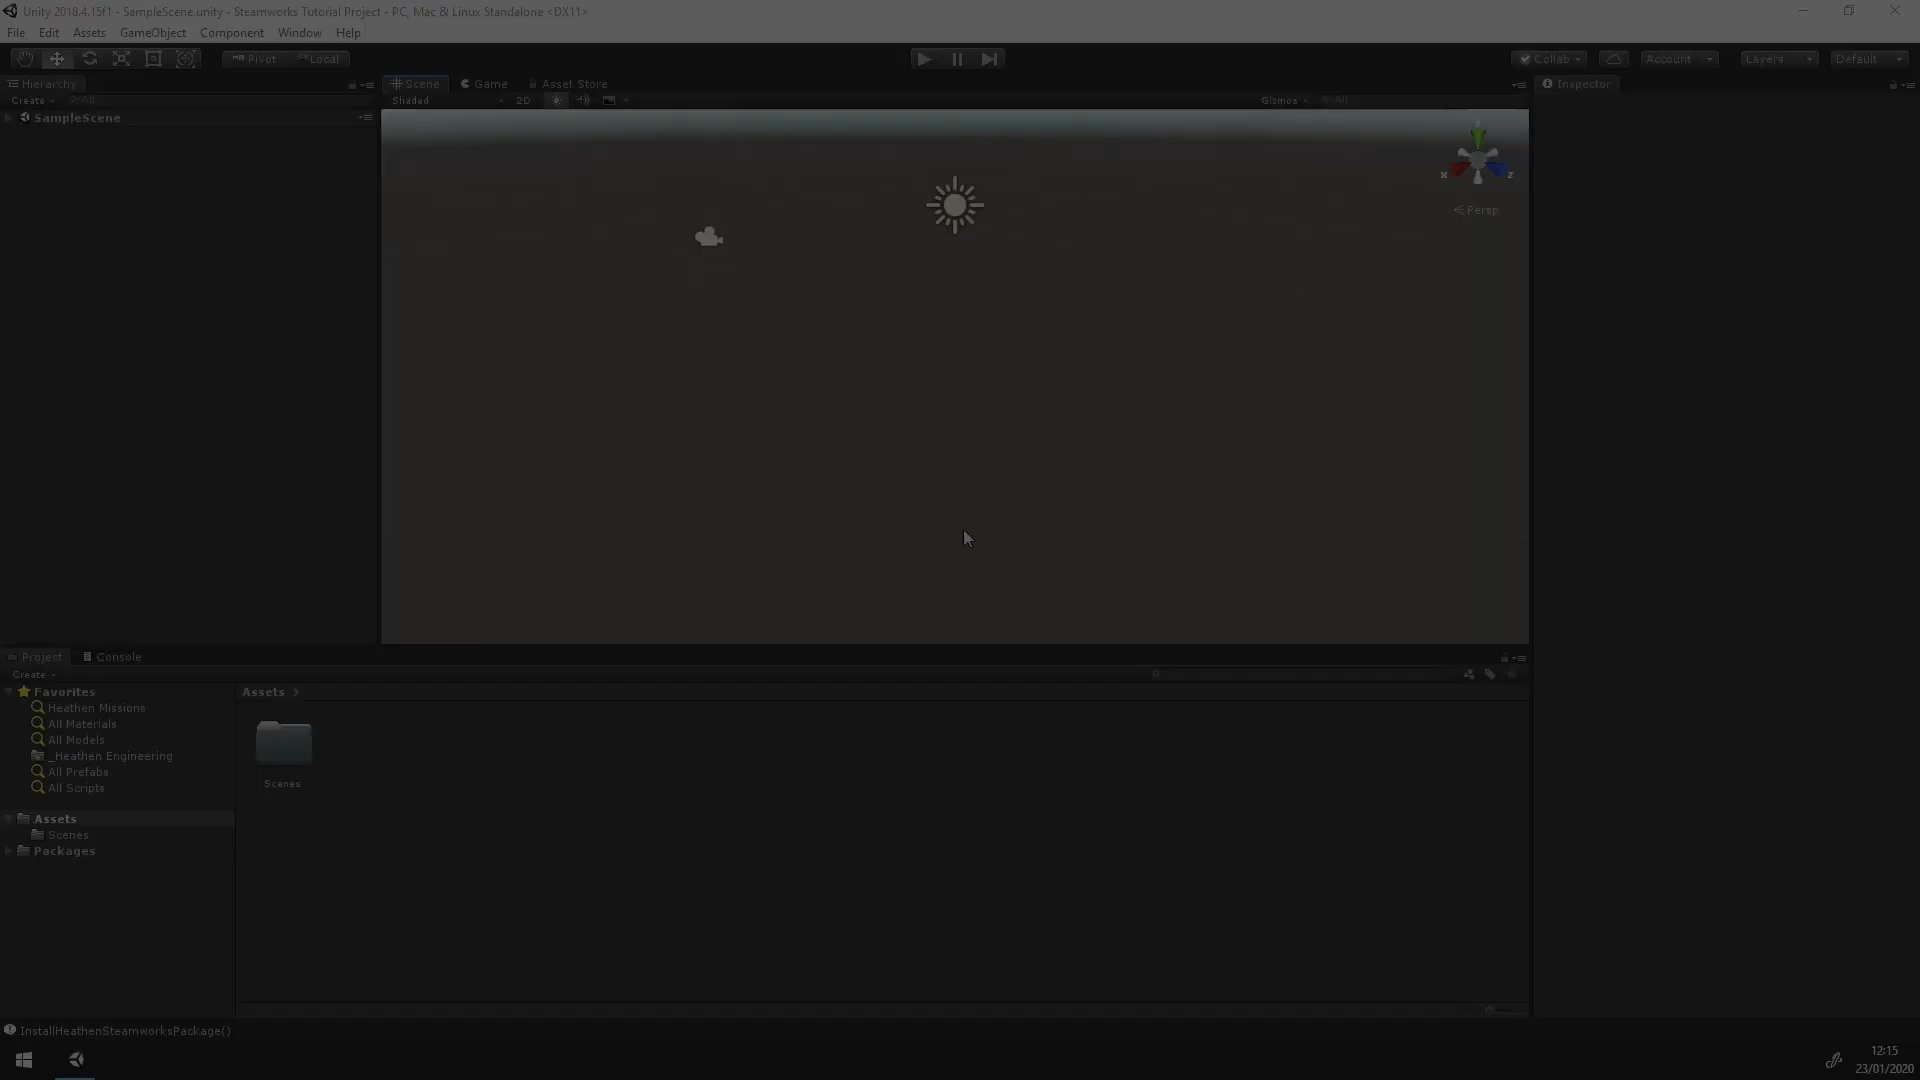 Unity 2018.4.15f1 - SampleScene.unity - Steamworks Tutorial Project - PC, Mac & Linux Standalone <DX11>
File Edit Assets GameObject Component Window Help
Pivot Local Collab Account Layers Default
Hierarchy Scene Game Asset Store Inspector
Create All Shaded 2D Gizmos All
SampleScene
Y
X Z
Persp
Project Console
Create
Favorites Assets
Heathen Missions
All Materials
All Models
_Heathen Engineering
All Prefabs
All Scripts
Scenes
Assets
Scenes
Packages
InstallHeathenSteamworksPackage()
12:15
23/01/2020